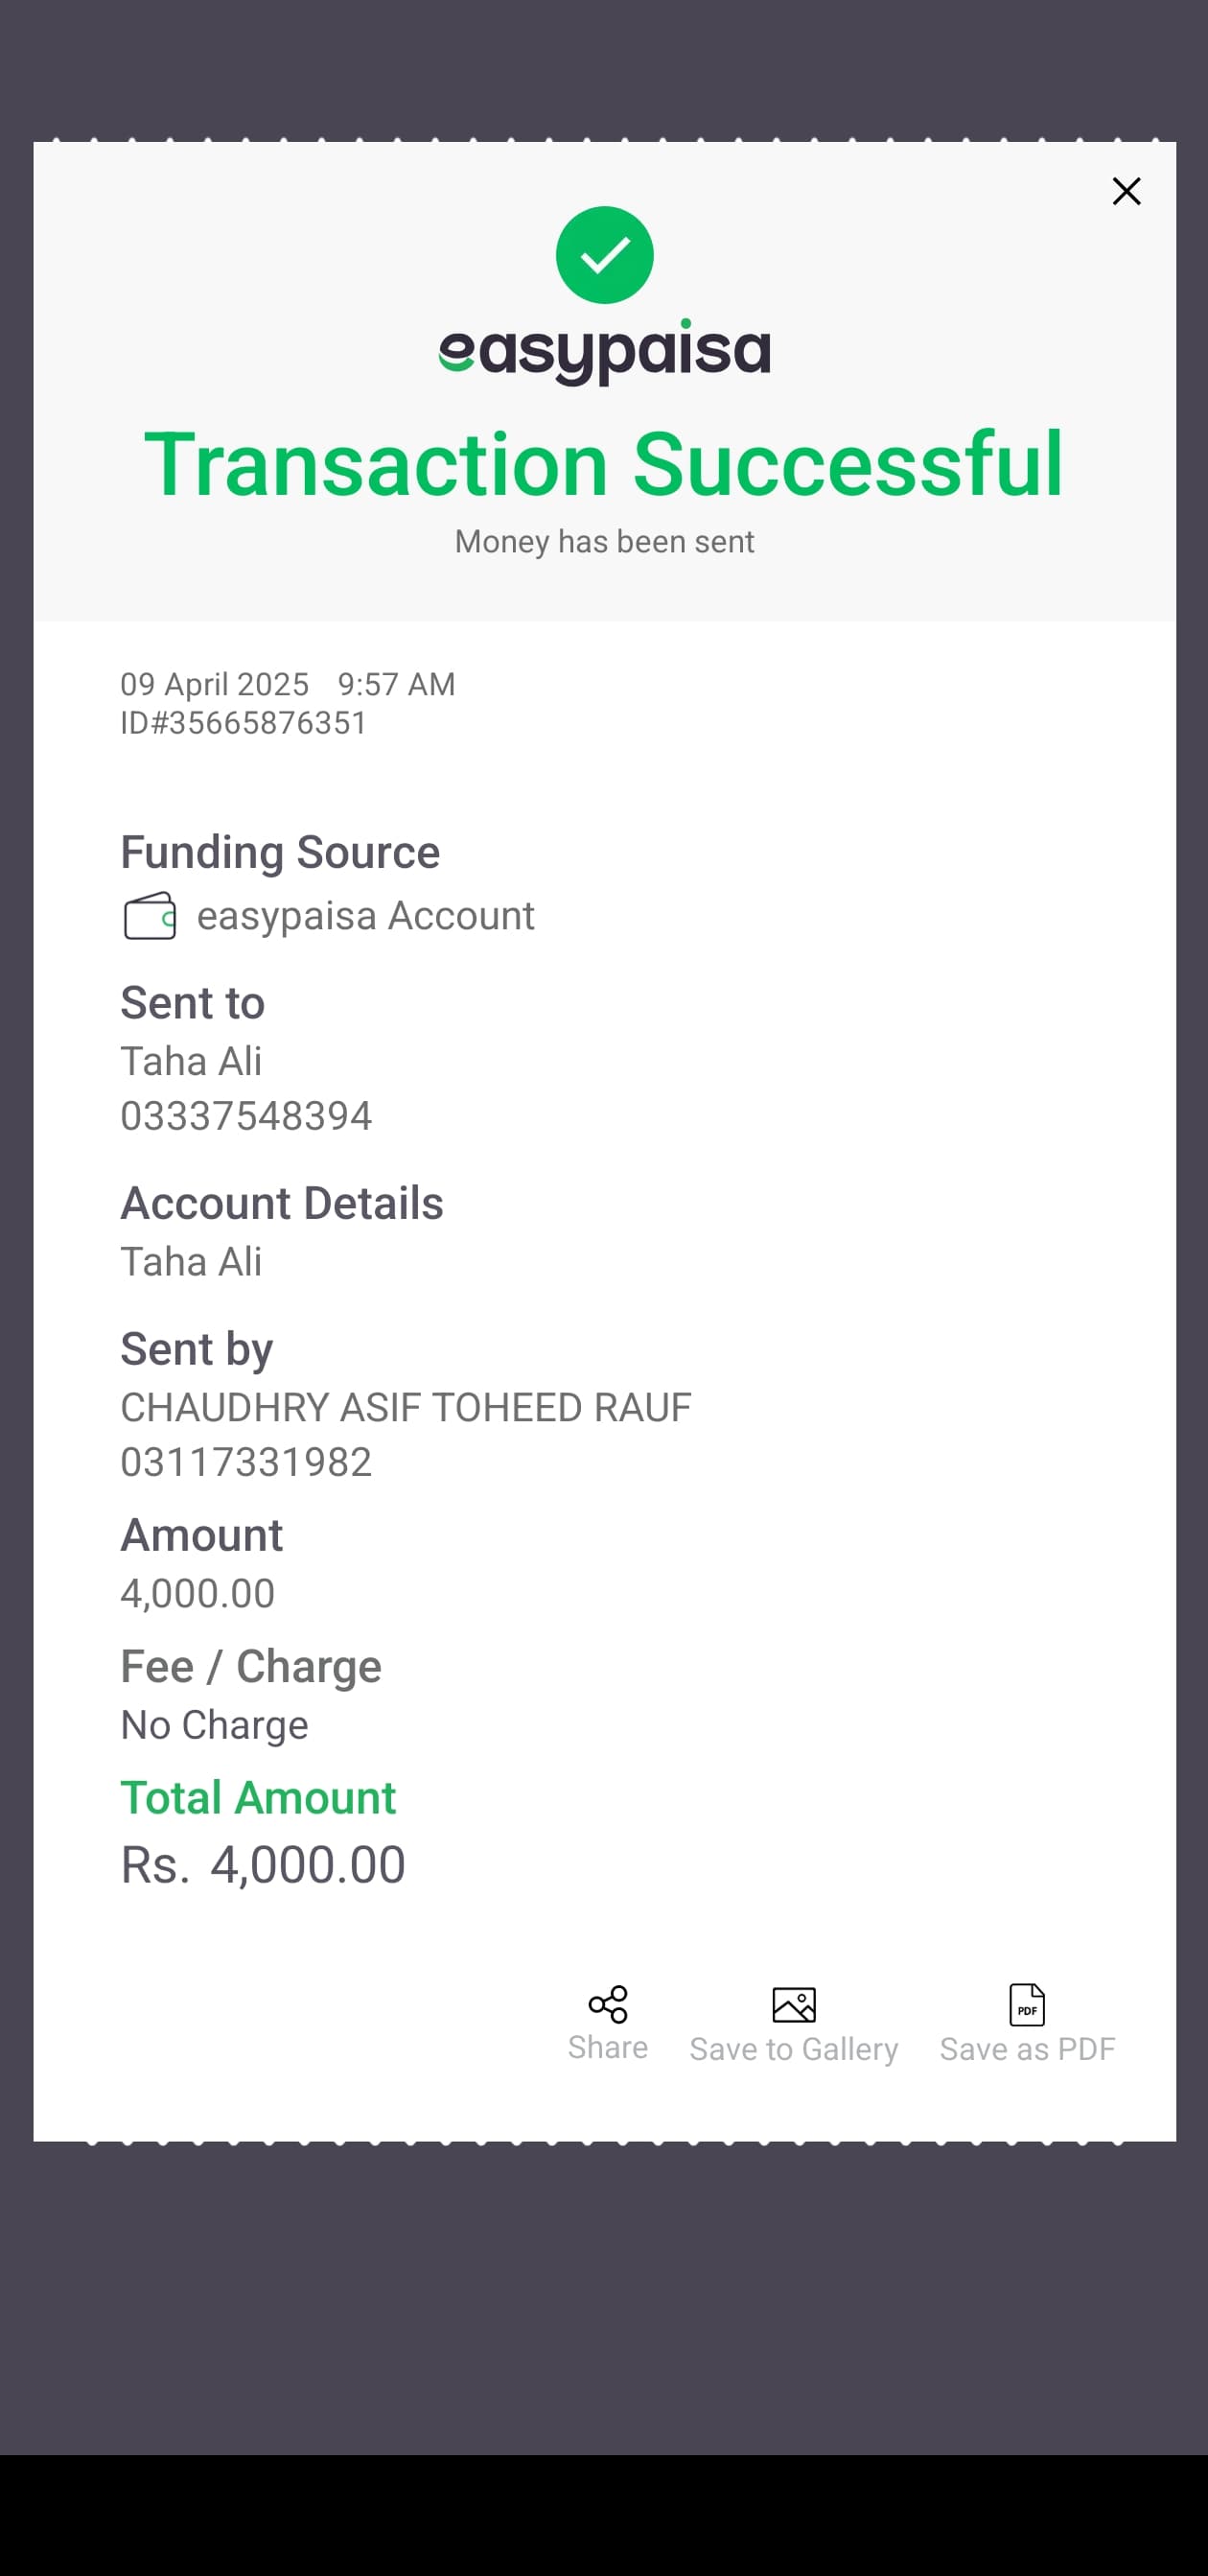 easypaisa
Transaction Successful
Money has been sent
09 April 2025 9:57 AM
ID#35665876351
Funding Source
easypaisa Account
Sent to
Taha Ali
03337548394
Account Details
Taha Ali
Sent by
CHAUDHRY ASIF TOHEED RAUF
03117331982
Amount
4,000.00
Fee / Charge
No Charge
Total Amount
Rs. 4,000.00
PDF
Share Save to Gallery Save as PDF